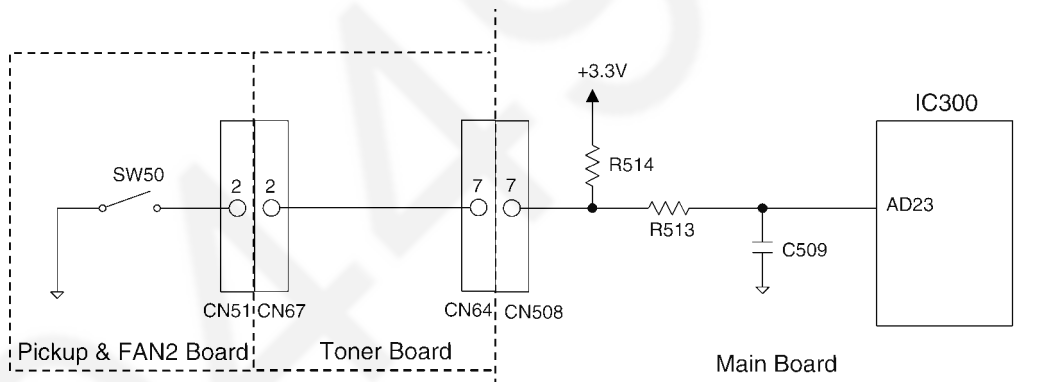 +3.3V
IC300
R514
SW50
2
2
7
7
AD23
R513
C509
CN51
CN67
CN64
CN508
Pickup & FAN2 Board
Toner Board
Main Board